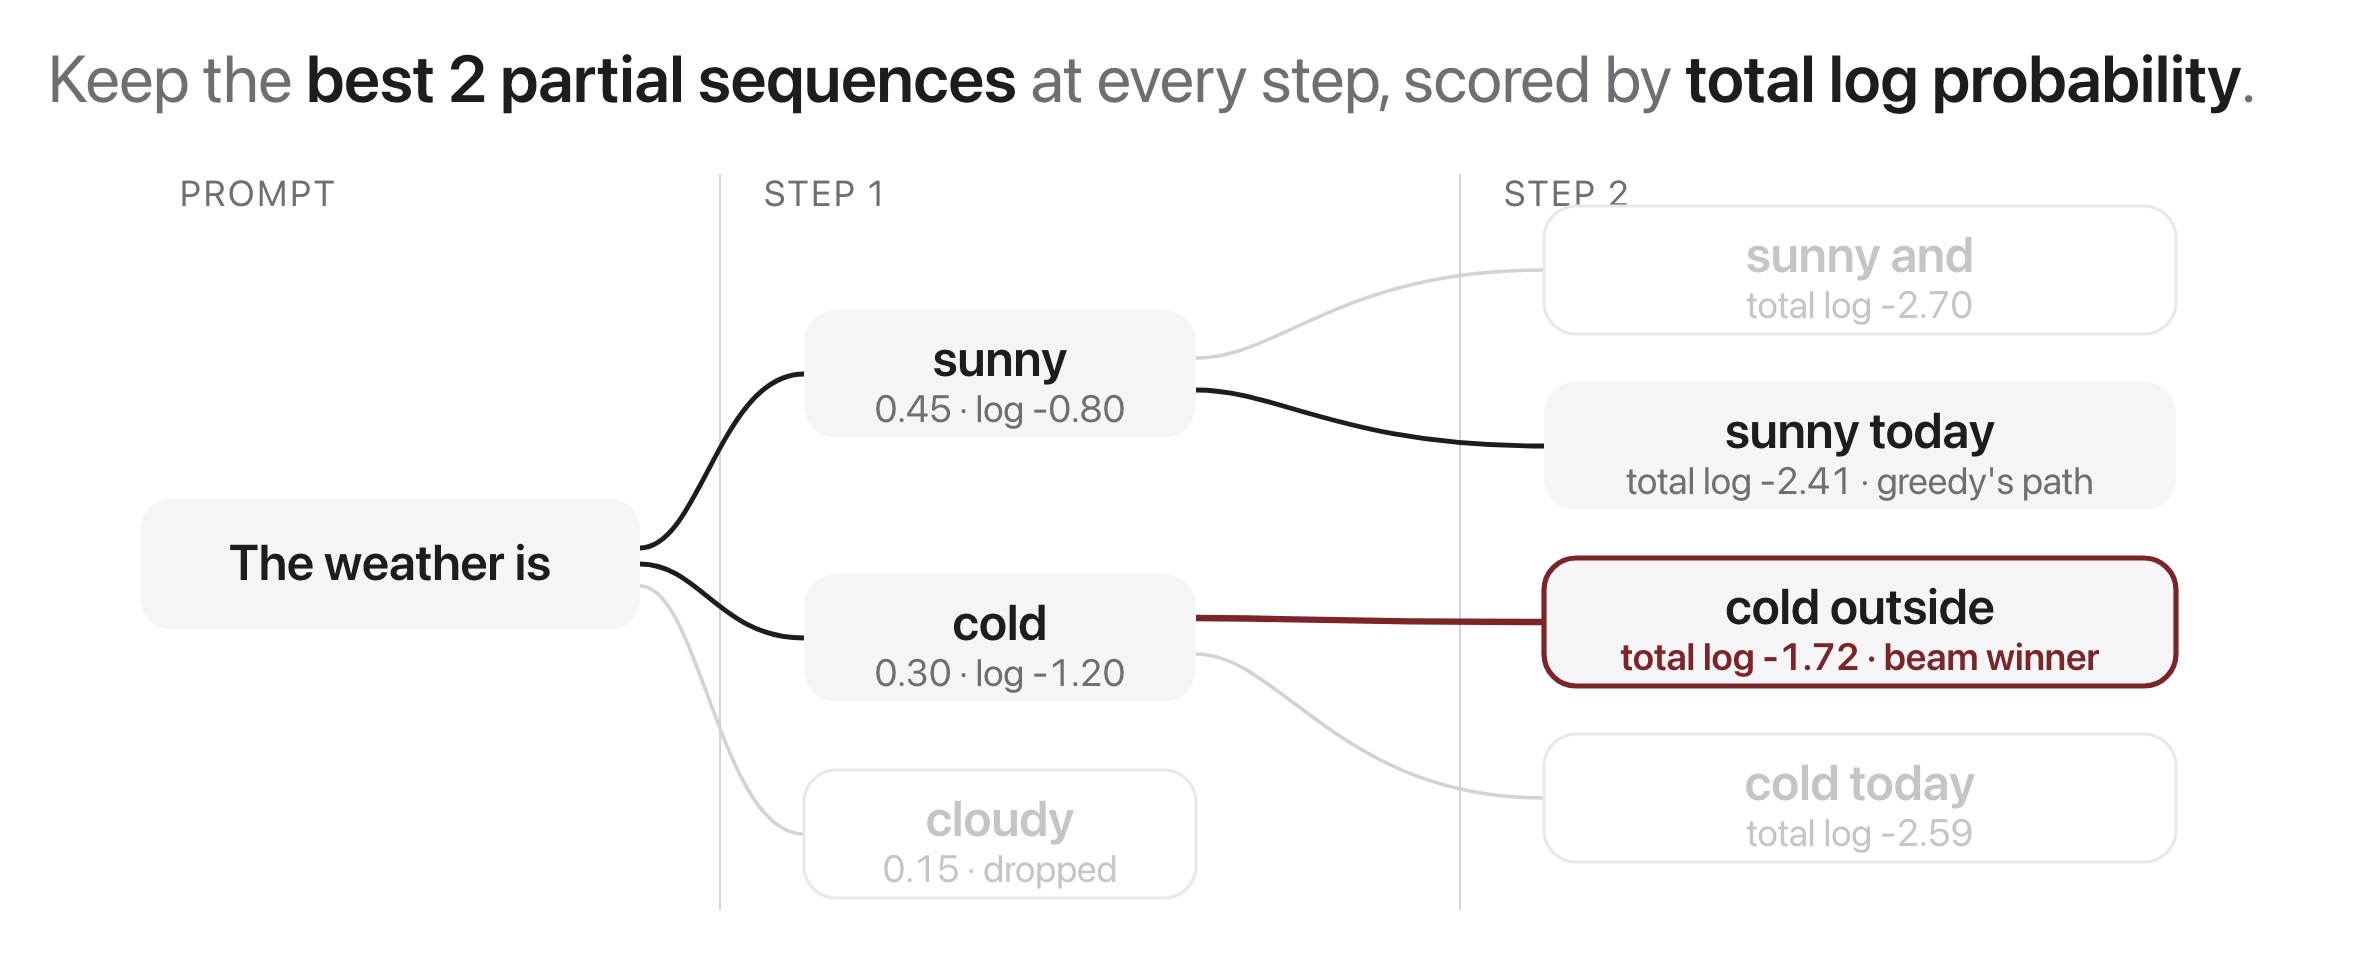 Keep the best 2 partial sequences at every step, scored by total log probability.
PROMPT
STEP 1
STEP 2
The weather is
sunny
0.45 · log -0.80
cold
0.30 · log -1.20
cloudy
0.15 · dropped
sunny and
total log -2.70
sunny today
total log -2.41 · greedy's path
cold outside
total log -1.72 · beam winner
cold today
total log -2.59